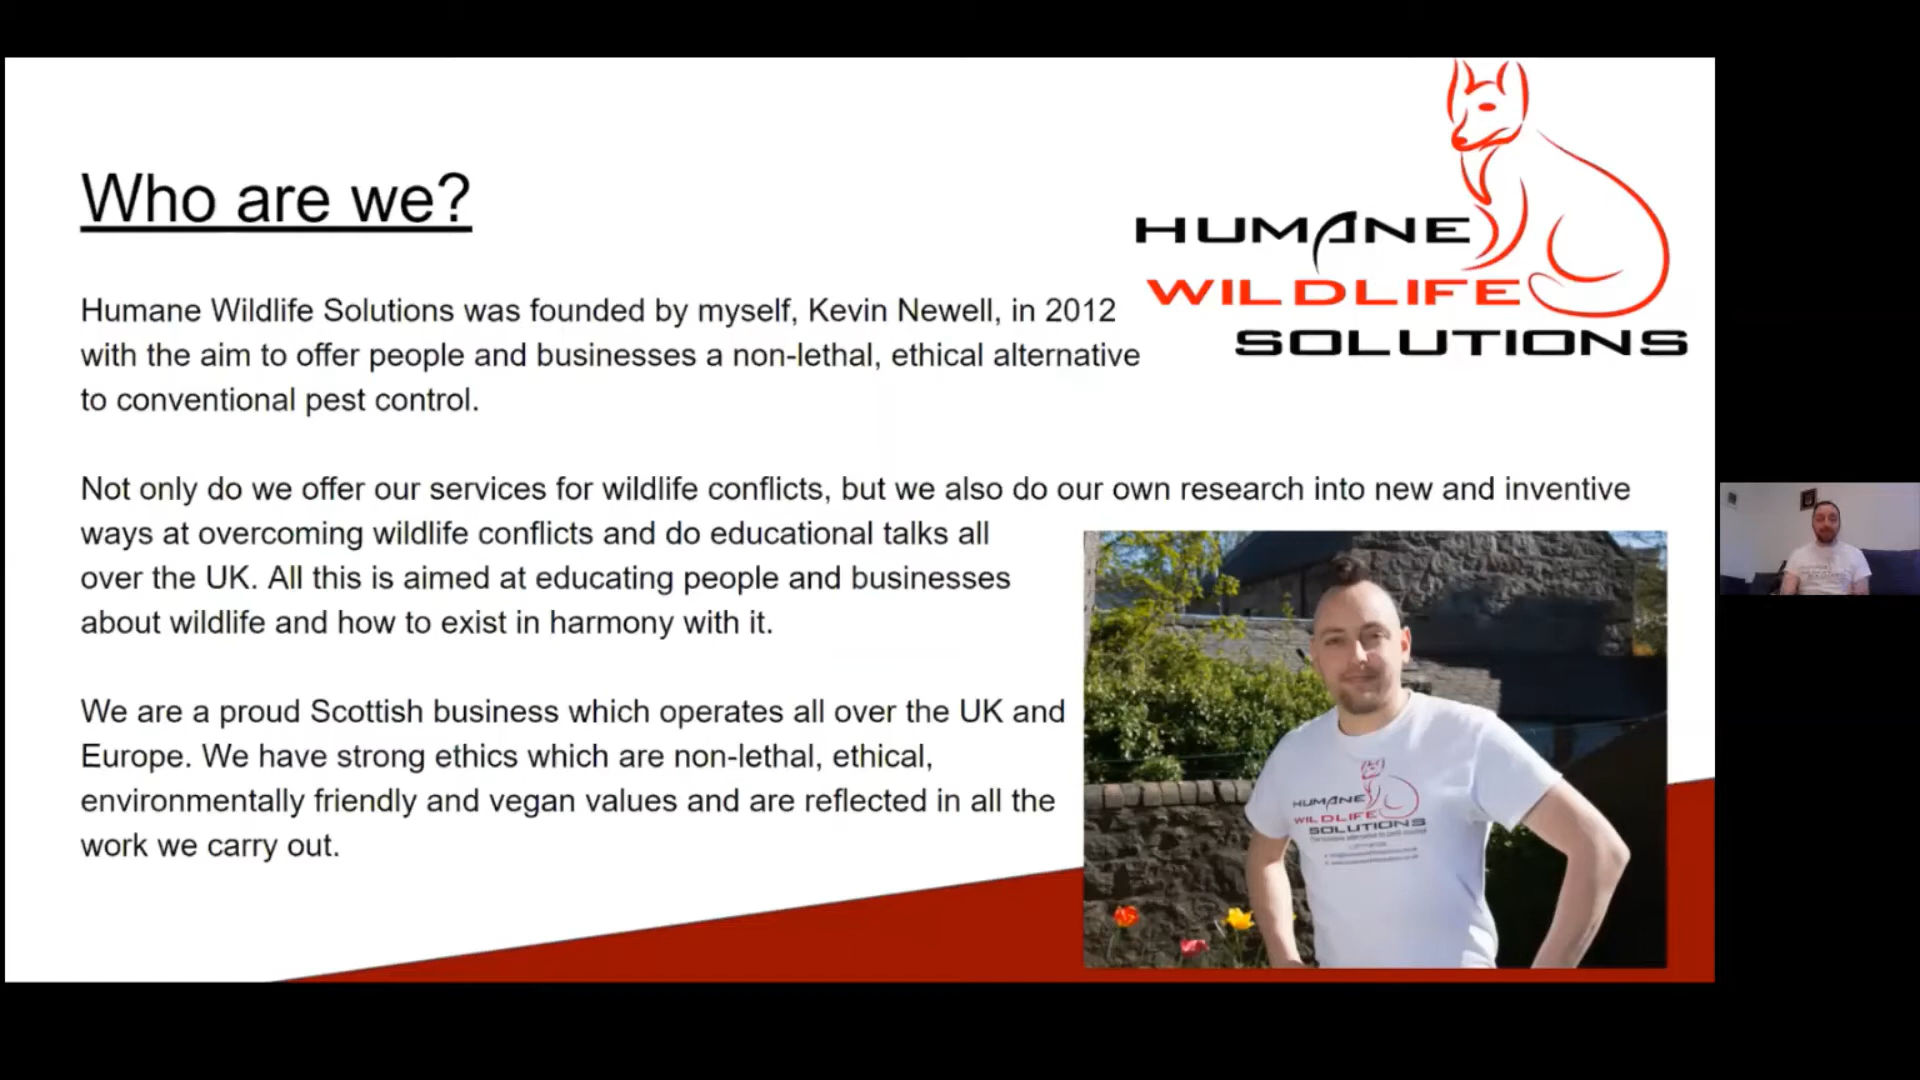 Who are we?
HUMANE
WILDLIFE
SOLUTIONS
Humane Wildlife Solutions was founded by myself, Kevin Newell, in 2012
with the aim to offer people and businesses a non-lethal, ethical alternative
to conventional pest control.
Not only do we offer our services for wildlife conflicts, but we also do our own research into new and inventive
ways at overcoming wildlife conflicts and do educational talks all
over the UK. All this is aimed at educating people and businesses
about wildlife and how to exist in harmony with it.
We are a proud Scottish business which operates all over the UK and
Europe. We have strong ethics which are non-lethal, ethical,
environmentally friendly and vegan values and are reflected in all the
work we carry out.
HUMANE
WILDLIFE
SOLUTIONS